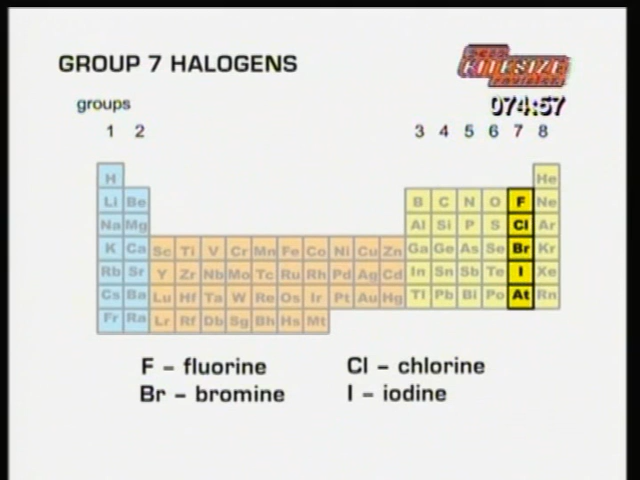 GROUP 7 HALOGENS
BITESIZE
revision
074:57
groups
1 2 3 4 5 6 7 8
H He
Li Be B C N O F Ne
Na Mg Al Si P S Cl Ar
K Ca Sc Ti V Cr Mn Fe Co Ni Cu Zn Ga Ge As Se Br Kr
Rb Sr Y Zr Nb Mo Tc Ru Rh Pd Ag Cd In Sn Sb Te I Xe
Cs Ba Lu Hf Ta W Re Os Ir Pt Au Hg Tl Pb Bi Po At Rn
Fr Ra Lr Rf Db Sg Bh Hs Mt
F – fluorine Cl – chlorine
Br – bromine I – iodine